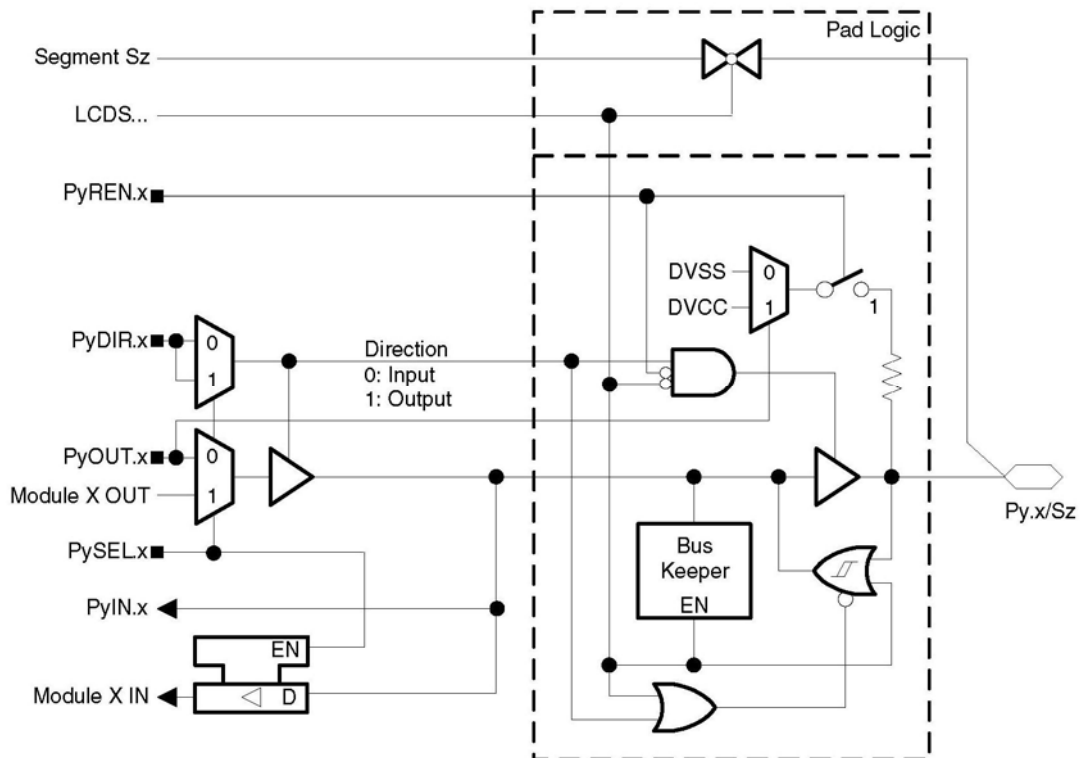 Pad Logic
Segment Sz
LCDS...
PyREN.x
DVSS
0
DVCC
1
1
PyDIR.x
0
1
Direction
0: Input
1: Output
PyOUT.x
0
Module X OUT
1
Py.x/Sz
PySEL.x
Bus
Keeper
EN
PyIN.x
EN
Module X IN
D